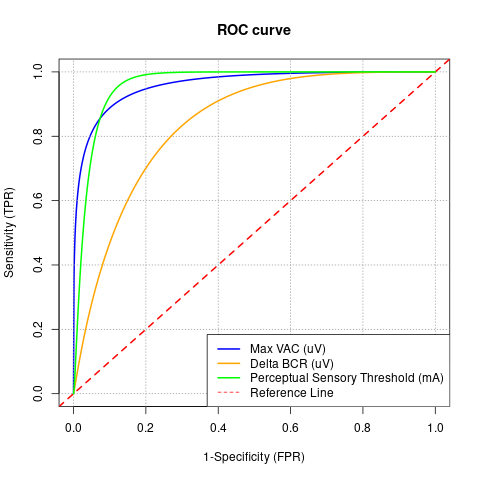 ROC curve
Sensitivity (TPR)
1.0
0.8
0.6
0.4
0.2
0.0
Max VAC (uV)
Delta BCR (uV)
Perceptual Sensory Threshold (mA)
Reference Line
0.0 0.2 0.4 0.6 0.8 1.0
1-Specificity (FPR)